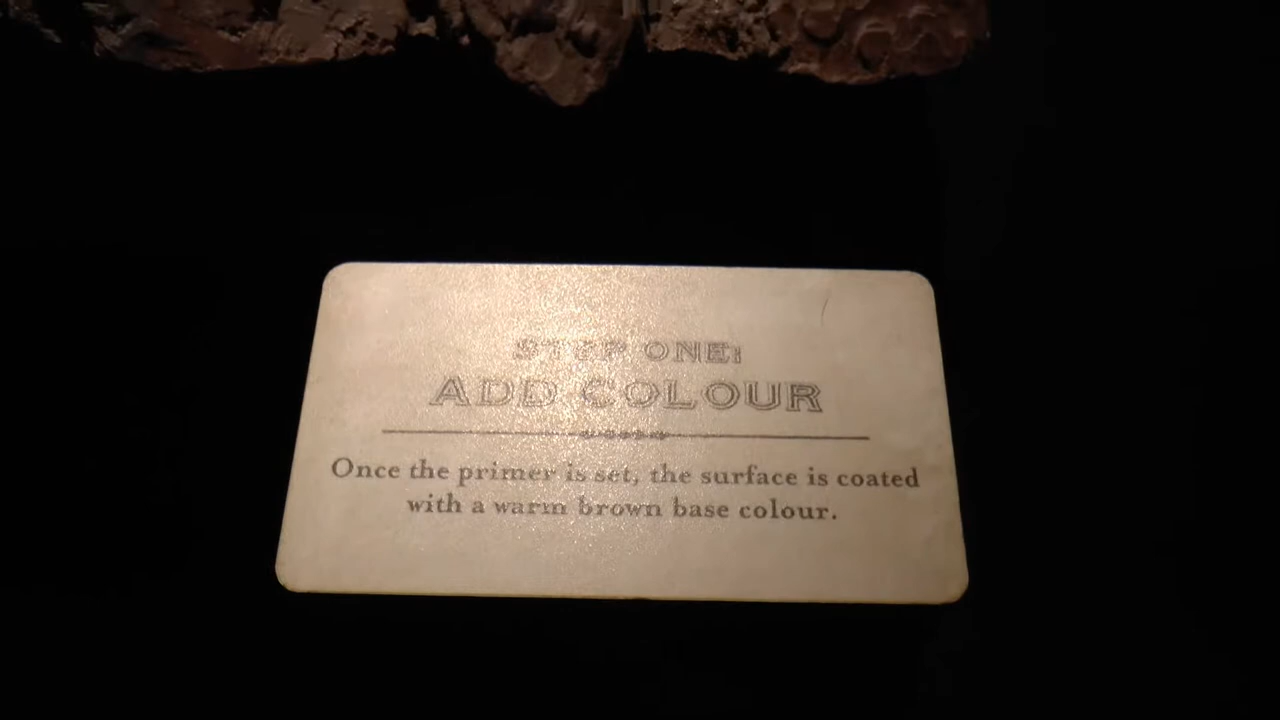 STEP ONE:
ADD COLOUR
Once the primer is set, the surface is coated
with a warm brown base colour.